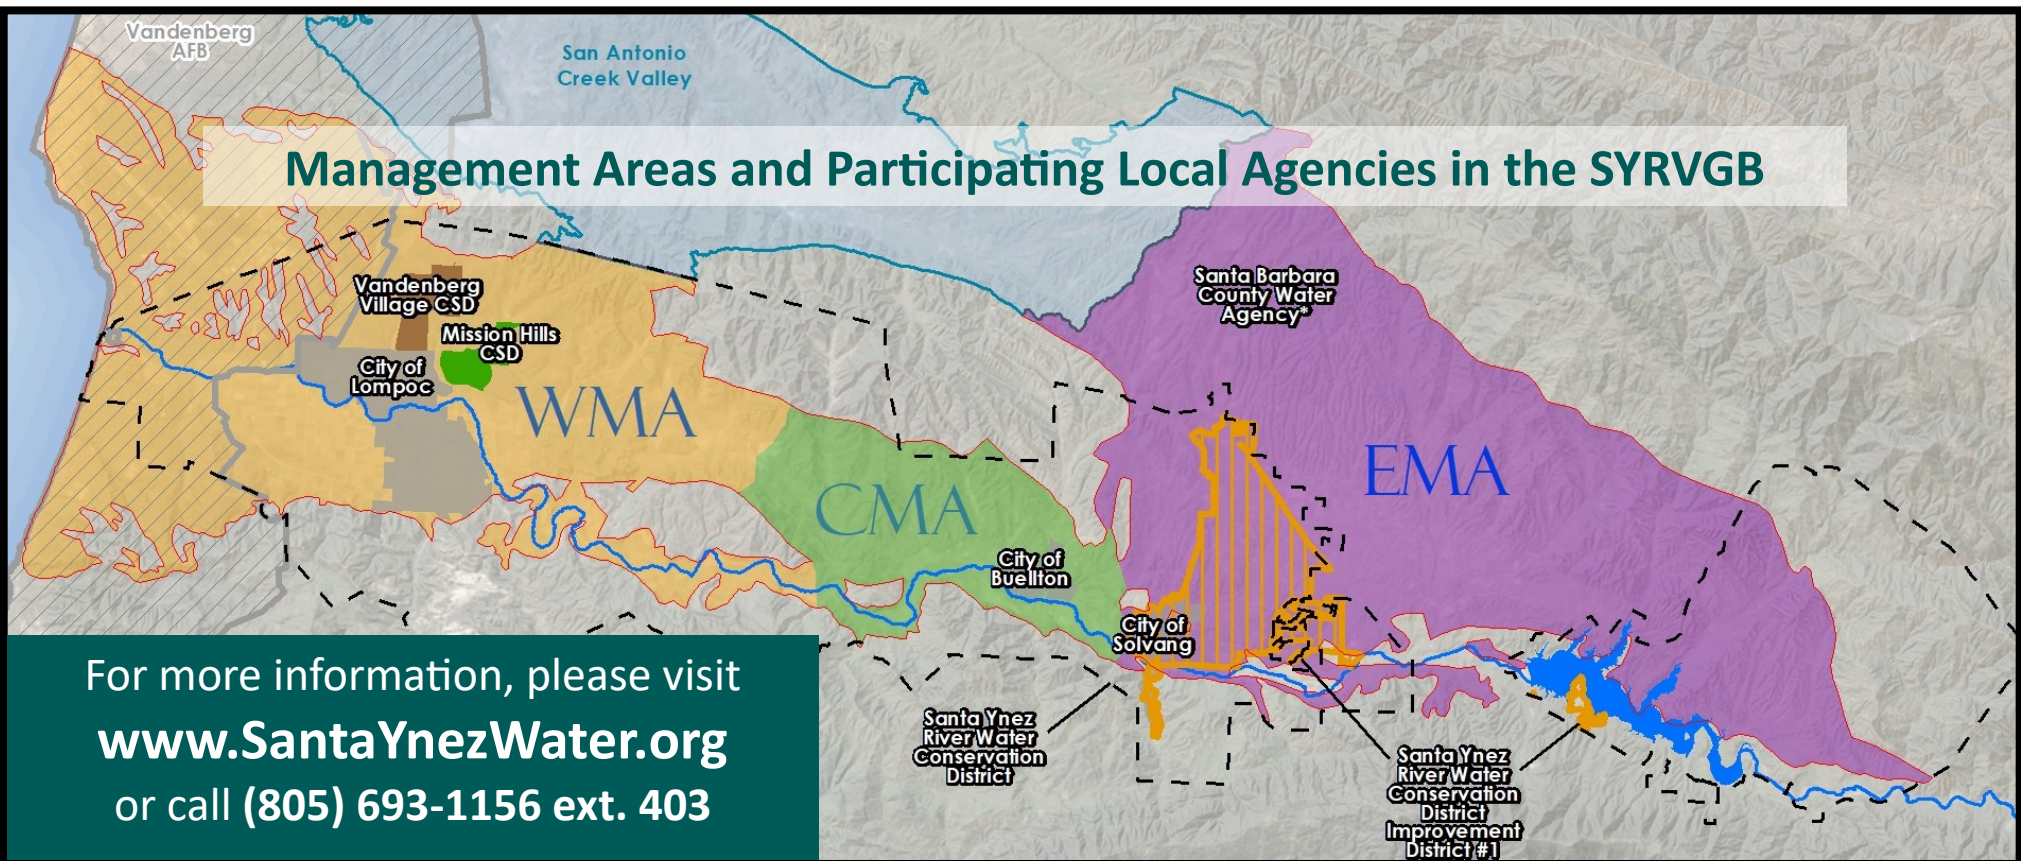 Vandenberg
AFB
San Antonio
Creek Valley
Management Areas and Participating Local Agencies in the SYRVGB
Santa Barbara
County Water
Agency*
Vandenberg
Village CSD
Mission Hills
CSD
City of
Lompoc
WMA
EMA
CMA
City of
Buellton
City of
Solvang
Santa Ynez
River Water
Conservation
District
Santa Ynez
River Water
Conservation
District
Improvement
District #1
For more information, please visit
www.SantaYnezWater.org
or call (805) 693-1156 ext. 403